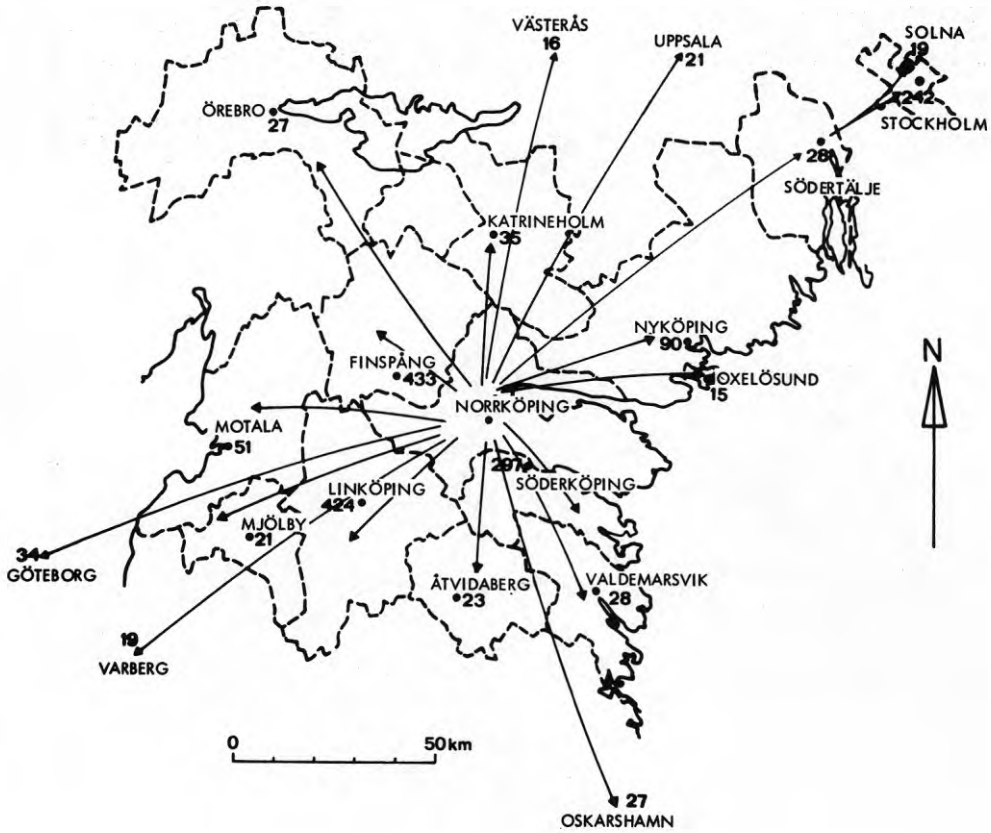 VÄSTERÅS
16
UPPSALA
21
SOLNA
19
242
STOCKHOLM
ÖREBRO
27
28
SÖDERTÄLJE
KATRINEHOLM
35
NYKÖPING
90
N
FINSPÅNG
433
OXELÖSUND
15
NORRKÖPING
MOTALA
51
297
SÖDERKÖPING
LINKÖPING
424
MJÖLBY
21
34
GÖTEBORG
ÅTVIDABERG
23
VALDEMARSVIK
28
19
VARBERG
0 50km
27
OSKARSHAMN